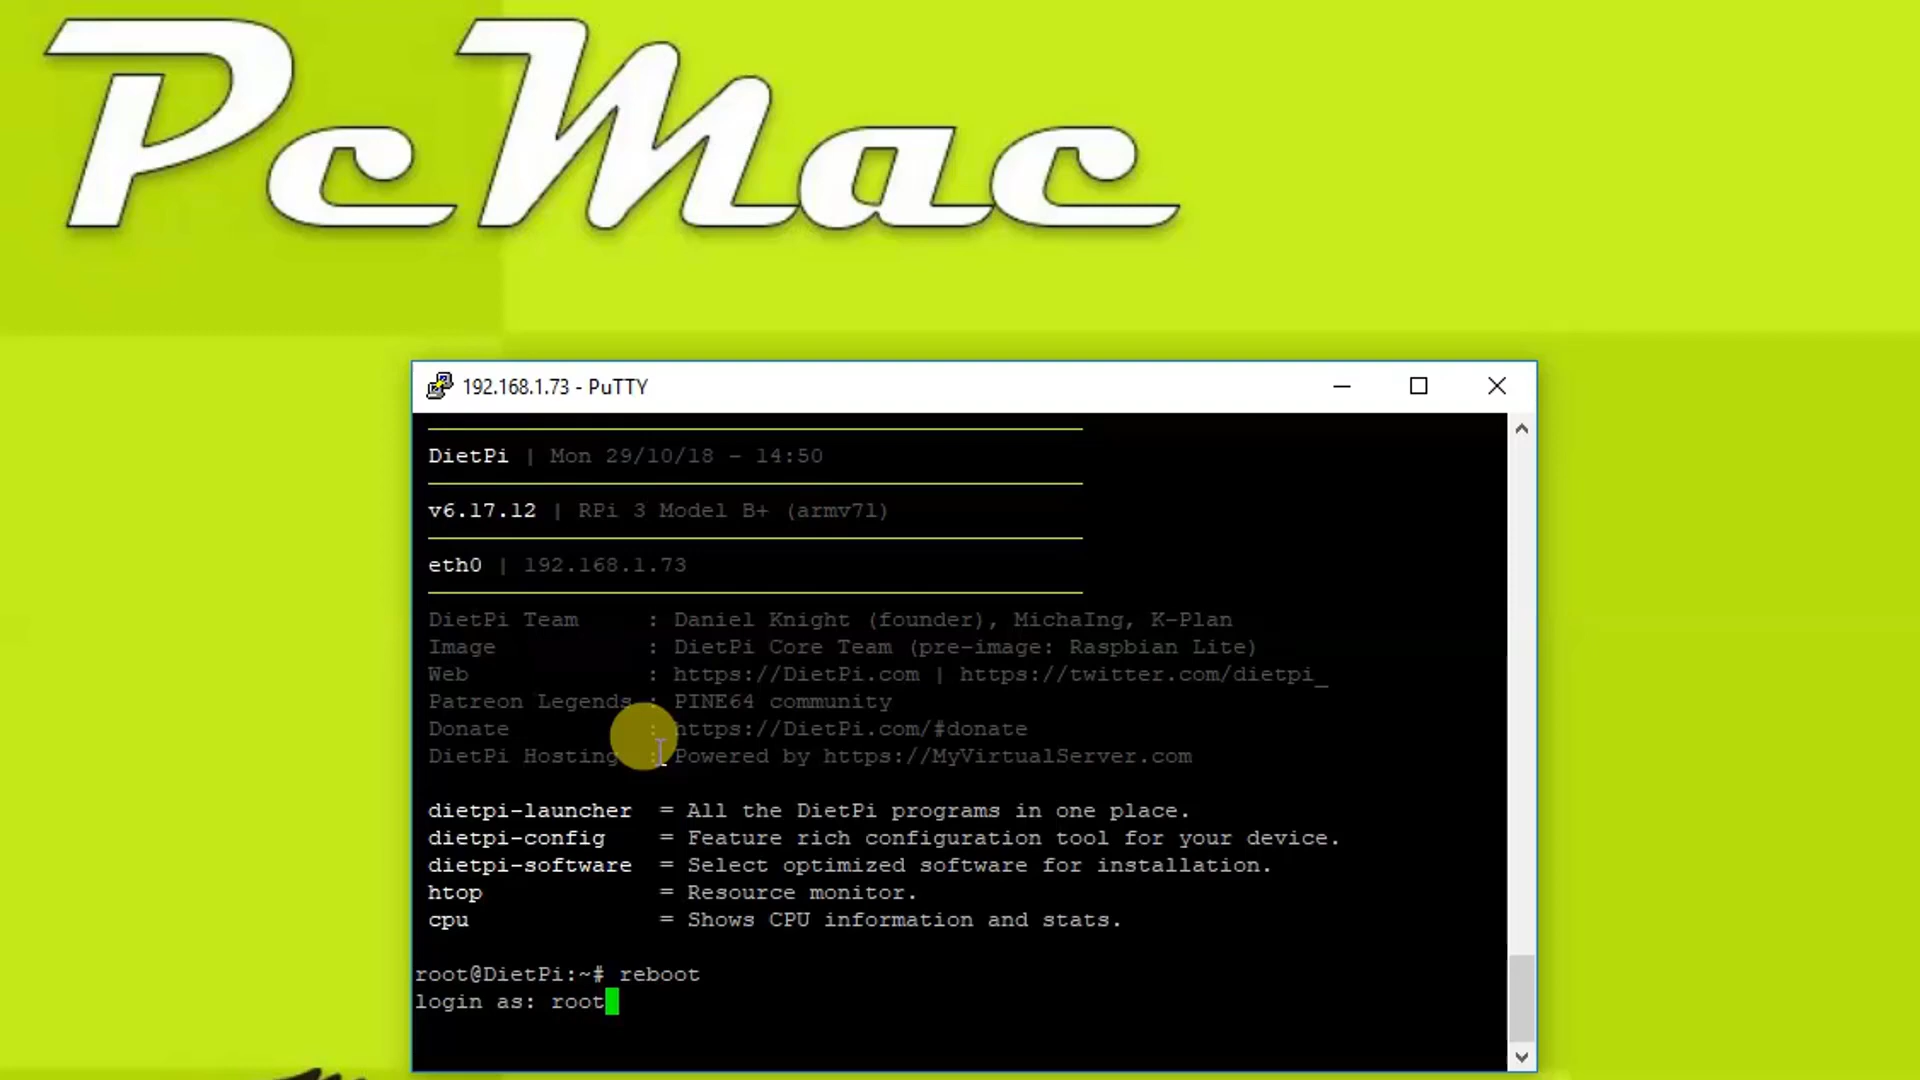 PcMac
192.168.1.73 - PuTTY
DietPi | Mon 29/10/18 - 14:50
v6.17.12 | RPi 3 Model B+ (armv7l)
eth0 | 192.168.1.73
DietPi Team : Daniel Knight (founder), MichaIng, K-Plan
Image : DietPi Core Team (pre-image: Raspbian Lite)
Web : https://DietPi.com | https://twitter.com/dietpi_
Patreon Legends : PINE64 community
Donate : https://DietPi.com/#donate
DietPi Hosting : Powered by https://MyVirtualServer.com
dietpi-launcher = All the DietPi programs in one place.
dietpi-config = Feature rich configuration tool for your device.
dietpi-software = Select optimized software for installation.
htop = Resource monitor.
cpu = Shows CPU information and stats.
root@DietPi:~# reboot
login as: root